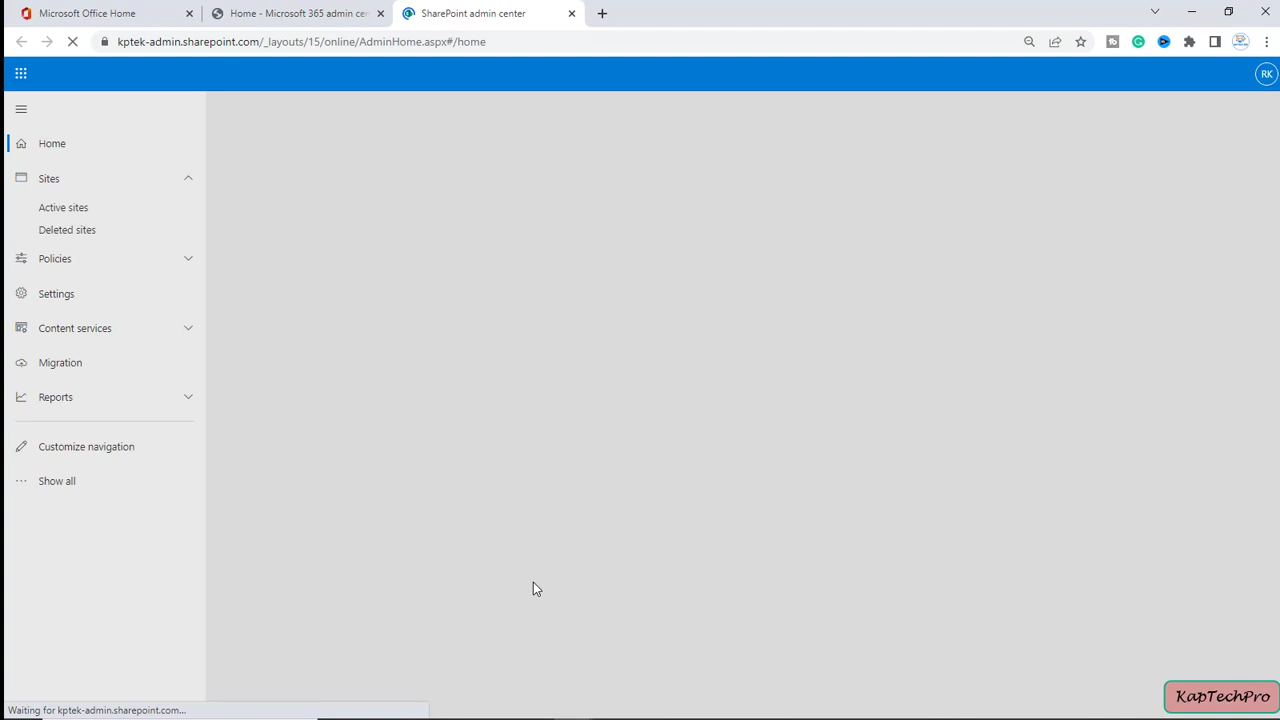 Microsoft Office Home
Home - Microsoft 365 admin cen
SharePoint admin center
kptek-admin.sharepoint.com/_layouts/15/online/AdminHome.aspx#/home
RK
Home
Sites
Active sites
Deleted sites
Policies
Settings
Content services
Migration
Reports
Customize navigation
Show all
Waiting for kptek-admin.sharepoint.com...
KapTechPro